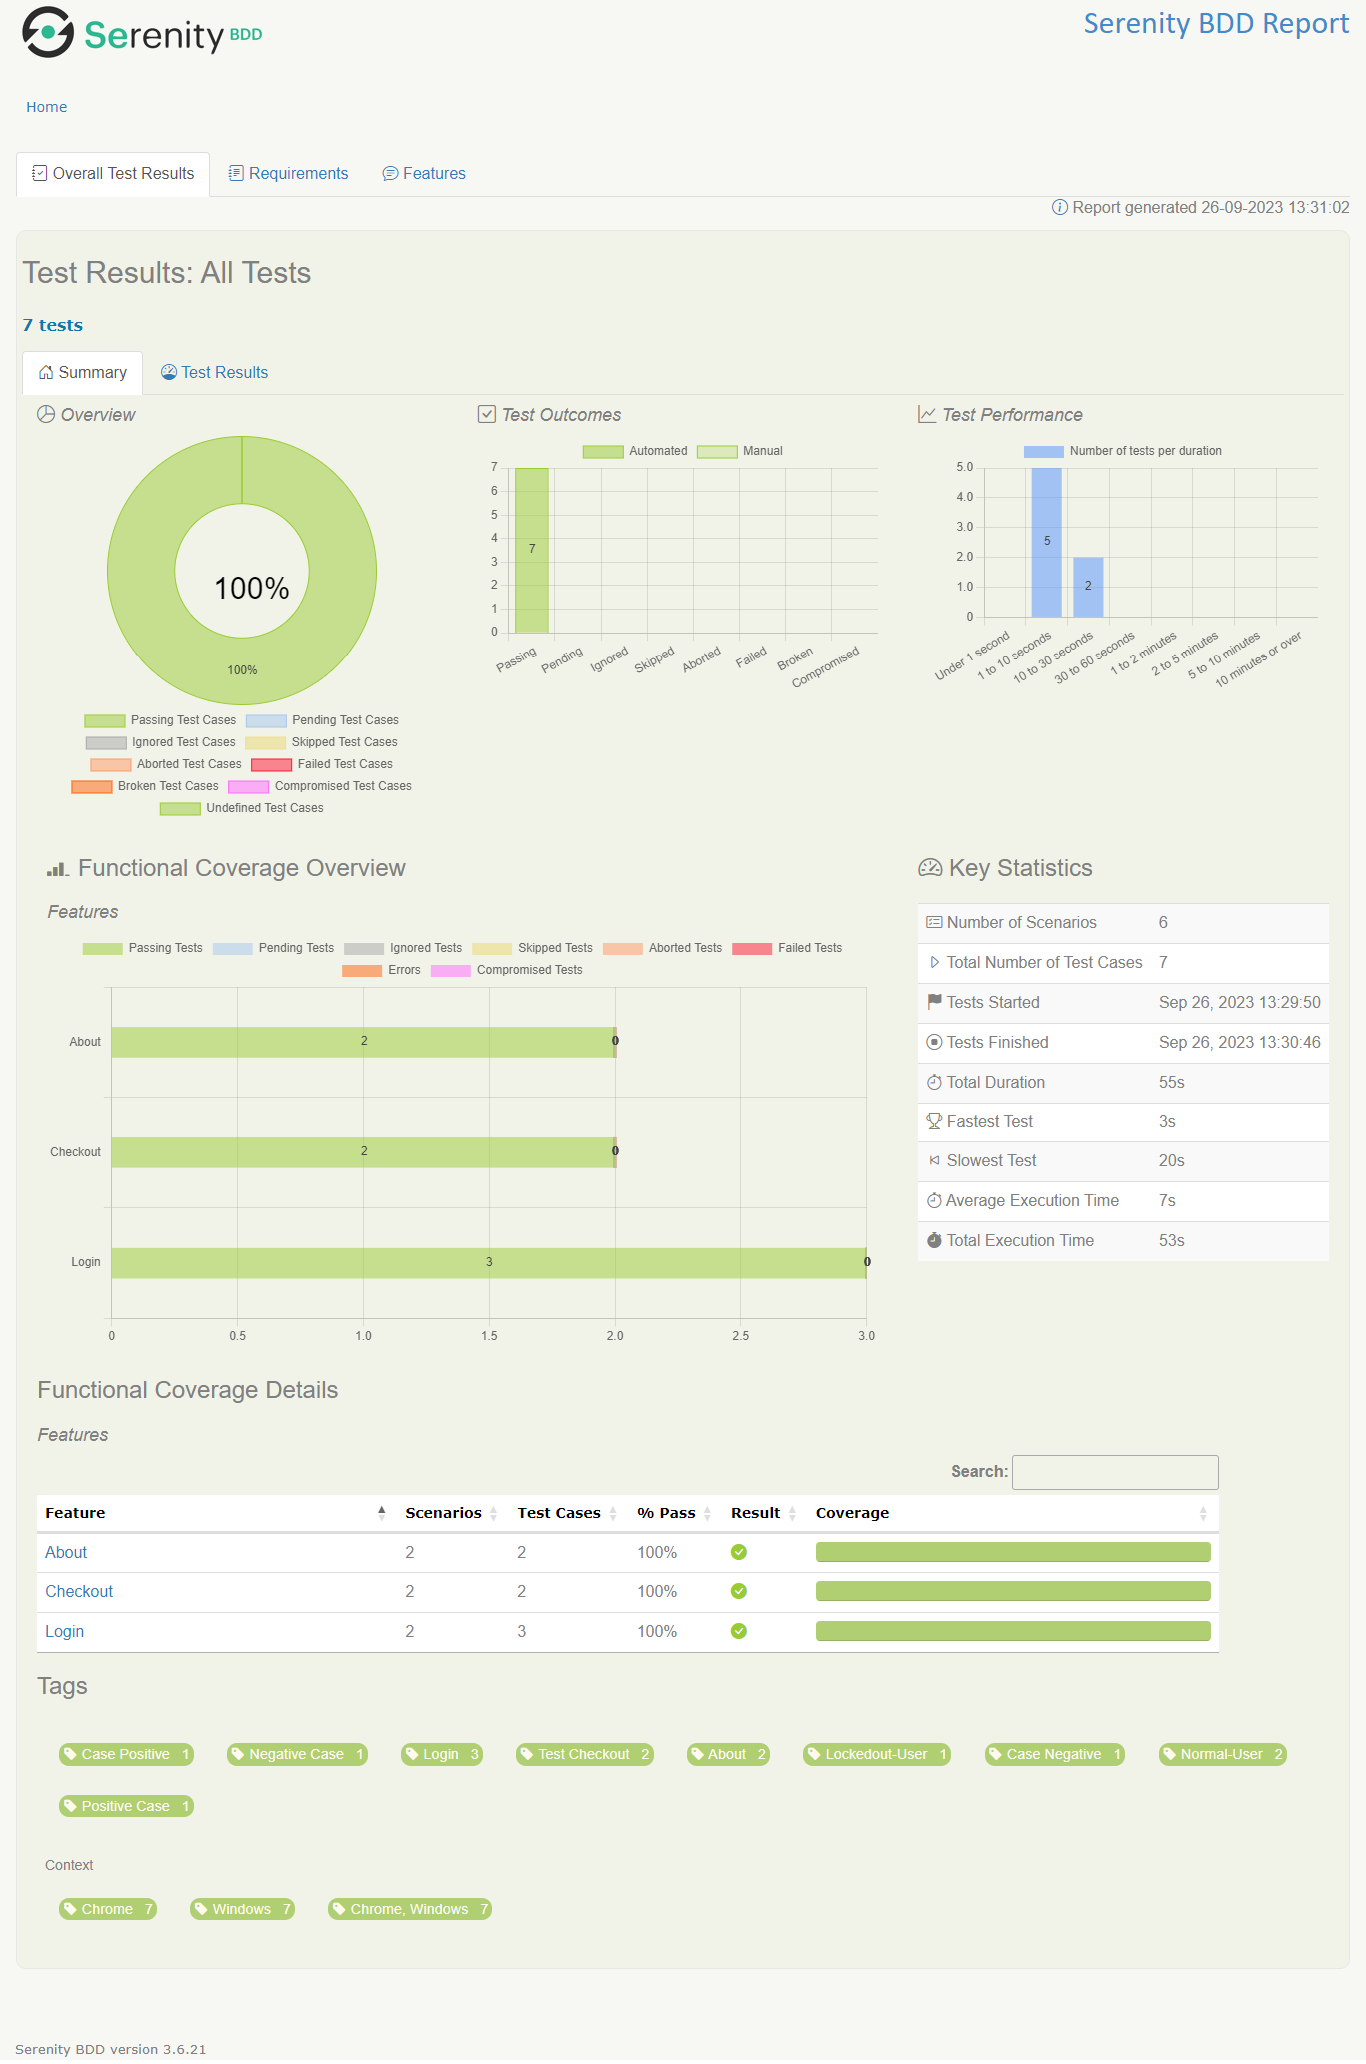 Serenity BDD
Serenity BDD Report
Home
Overall Test Results
Requirements
Features
Report generated 26-09-2023 13:31:02
Test Results: All Tests
7 tests
Summary
Test Results
Overview
100%
100%
Passing Test Cases
Pending Test Cases
Ignored Test Cases
Skipped Test Cases
Aborted Test Cases
Failed Test Cases
Broken Test Cases
Compromised Test Cases
Undefined Test Cases
Test Outcomes
Automated
Manual
7
6
5
4
3
2
1
0
7
Passing
Pending
Ignored
Skipped
Aborted
Failed
Broken
Compromised
Test Performance
Number of tests per duration
5.0
4.0
3.0
2.0
1.0
0
5
2
Under 1 second
1 to 10 seconds
10 to 30 seconds
30 to 60 seconds
1 to 2 minutes
2 to 5 minutes
5 to 10 minutes
10 minutes or over
Functional Coverage Overview
Features
Passing Tests
Pending Tests
Ignored Tests
Skipped Tests
Aborted Tests
Failed Tests
Errors
Compromised Tests
About 2 0
Checkout 2 0
Login 3 0
0 0.5 1.0 1.5 2.0 2.5 3.0
Key Statistics
Number of Scenarios 6
Total Number of Test Cases 7
Tests Started Sep 26, 2023 13:29:50
Tests Finished Sep 26, 2023 13:30:46
Total Duration 55s
Fastest Test 3s
Slowest Test 20s
Average Execution Time 7s
Total Execution Time 53s
Functional Coverage Details
Features
Search:
Feature Scenarios Test Cases % Pass Result Coverage
About 2 2 100%
Checkout 2 2 100%
Login 2 3 100%
Tags
Case Positive 1
Negative Case 1
Login 3
Test Checkout 2
About 2
Lockedout-User 1
Case Negative 1
Normal-User 2
Positive Case 1
Context
Chrome 7
Windows 7
Chrome, Windows 7
Serenity BDD version 3.6.21